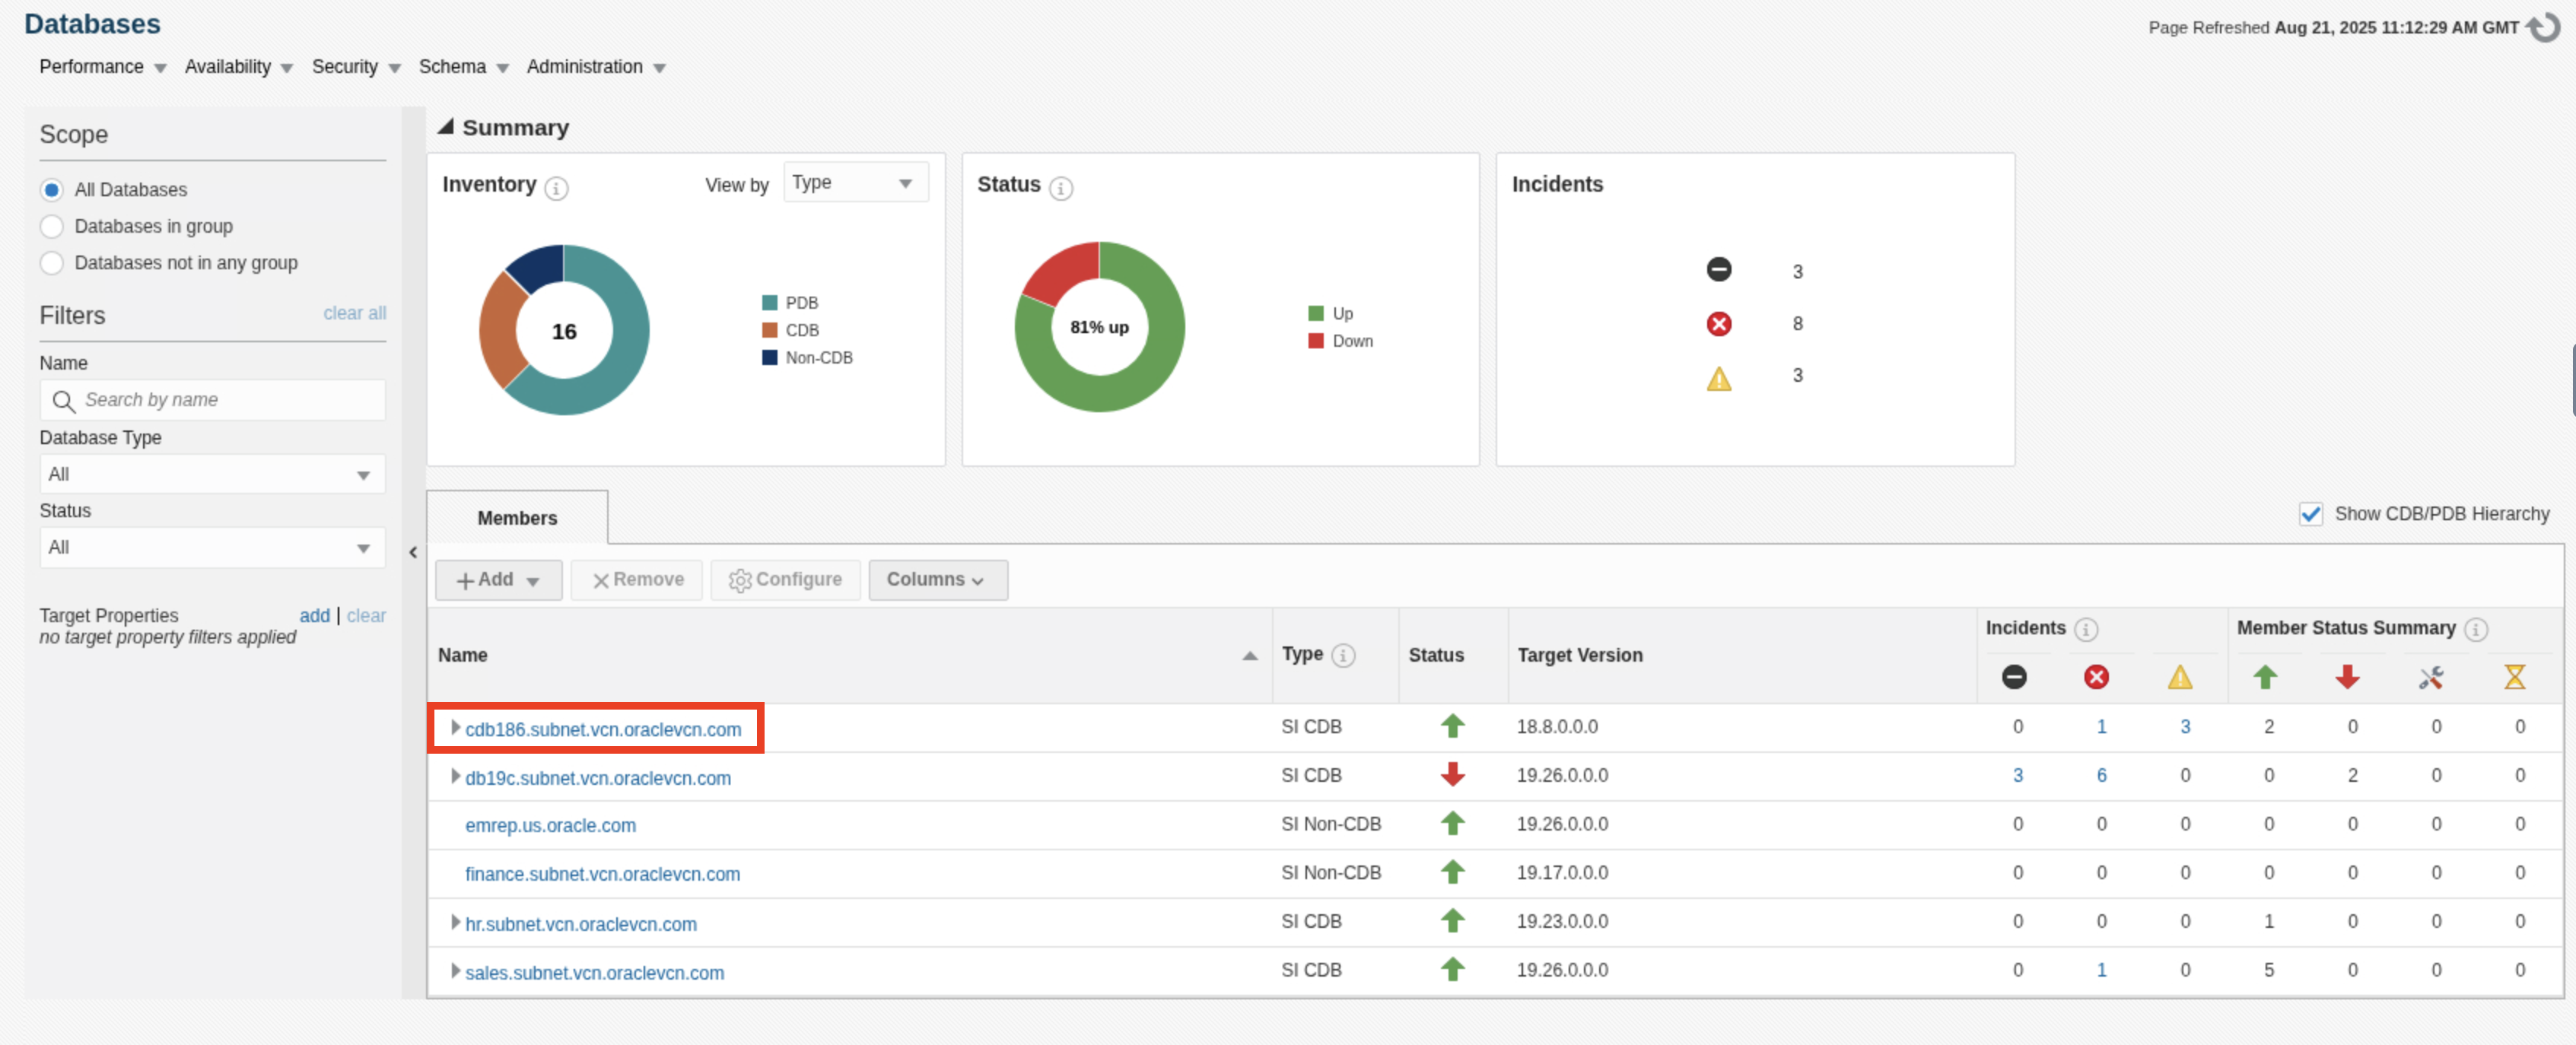 Databases
Page Refreshed Aug 21, 2025 11:12:29 AM GMT
Performance Availability Security Schema Administration
Scope
All Databases
Databases in group
Databases not in any group
Filters clear all
Name
Search by name
Database Type
All
Status
All
Target Properties add | clear
no target property filters applied
Summary
Inventory View by Type
16
PDB
CDB
Non-CDB
Status
81% up
Up
Down
Incidents
3
8
3
Members
Show CDB/PDB Hierarchy
Add Remove Configure Columns
Name Type Status Target Version Incidents Member Status Summary
cdb186.subnet.vcn.oraclevcn.com SI CDB 18.8.0.0.0 0 1 3 2 0 0 0
db19c.subnet.vcn.oraclevcn.com SI CDB 19.26.0.0.0 3 6 0 0 2 0 0
emrep.us.oracle.com SI Non-CDB 19.26.0.0.0 0 0 0 0 0 0 0
finance.subnet.vcn.oraclevcn.com SI Non-CDB 19.17.0.0.0 0 0 0 0 0 0 0
hr.subnet.vcn.oraclevcn.com SI CDB 19.23.0.0.0 0 0 0 1 0 0 0
sales.subnet.vcn.oraclevcn.com SI CDB 19.26.0.0.0 0 1 0 5 0 0 0